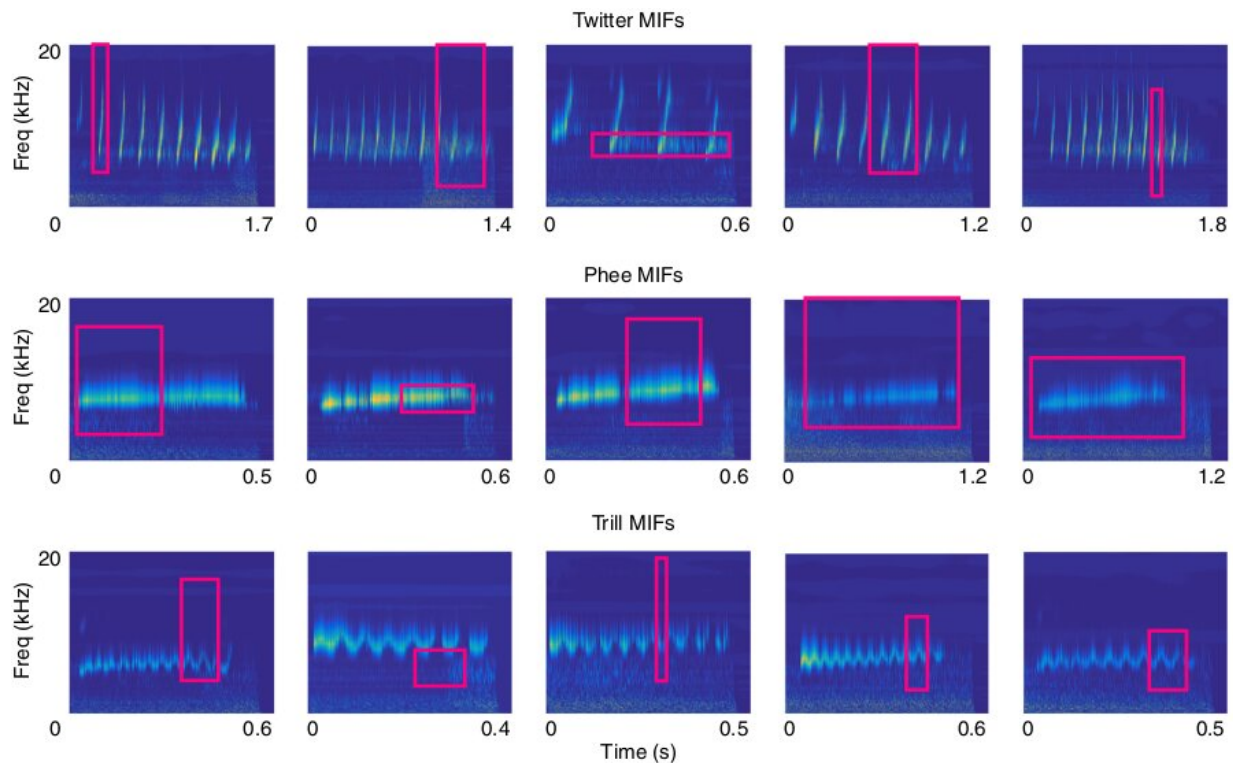 Twitter MIFs
20
Freq (kHz)
0 1.7 0 1.4 0 0.6 0 1.2 0 1.8
Phee MIFs
20
Freq (kHz)
0 0.5 0 0.6 0 0.6 0 1.2 0 1.2
Trill MIFs
20
Freq (kHz)
0 0.6 0 0.4 0 0.5 0 0.6 0 0.5
Time (s)